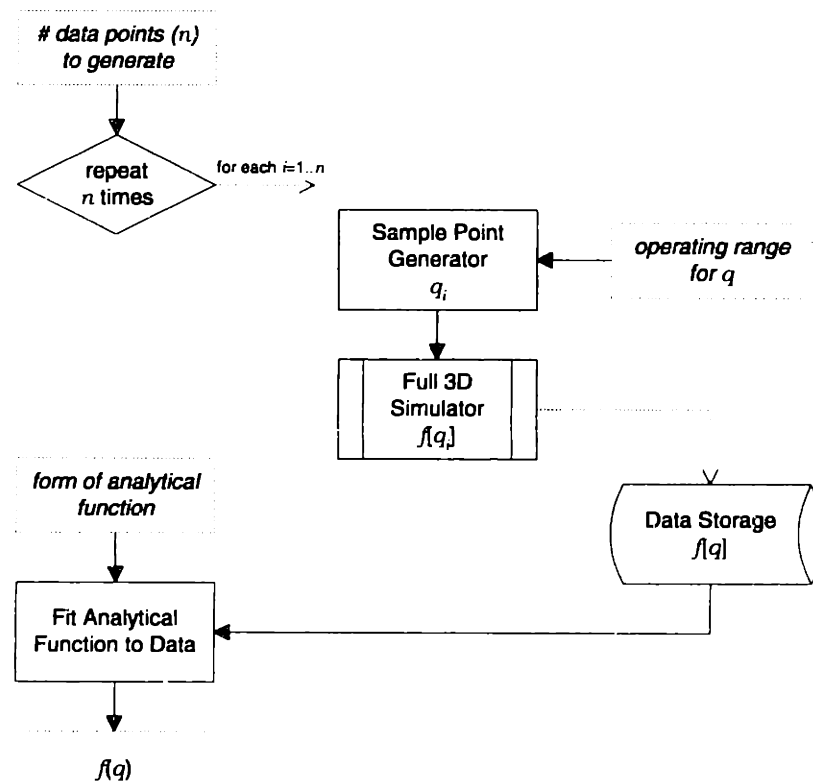 # data points (n)
to generate
repeat
n times
for each i=1..n
Sample Point
Generator
q_i
operating range
for q
Full 3D
Simulator
f[q_i]
form of analytical
function
Data Storage
f[q]
Fit Analytical
Function to Data
f(q)